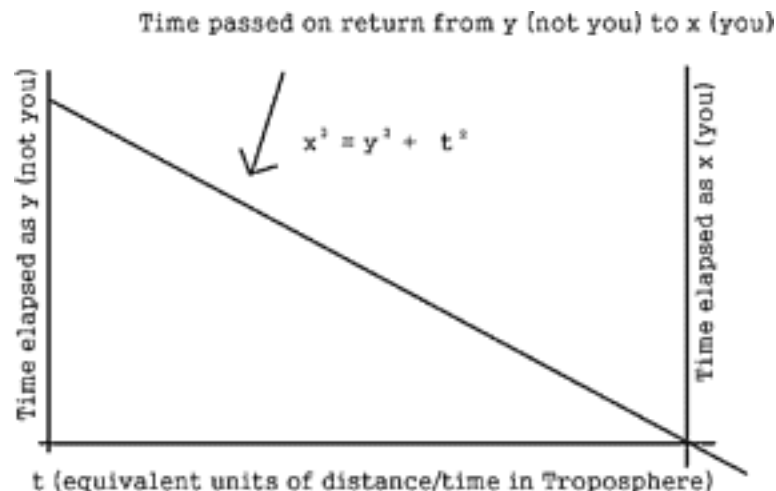 Time passed on return from y (not you) to x (you)
Time elapsed as y (not you)
x² = y² + t²
Time elapsed as x (you)
t (equivalent units of distance/time in Troposphere)